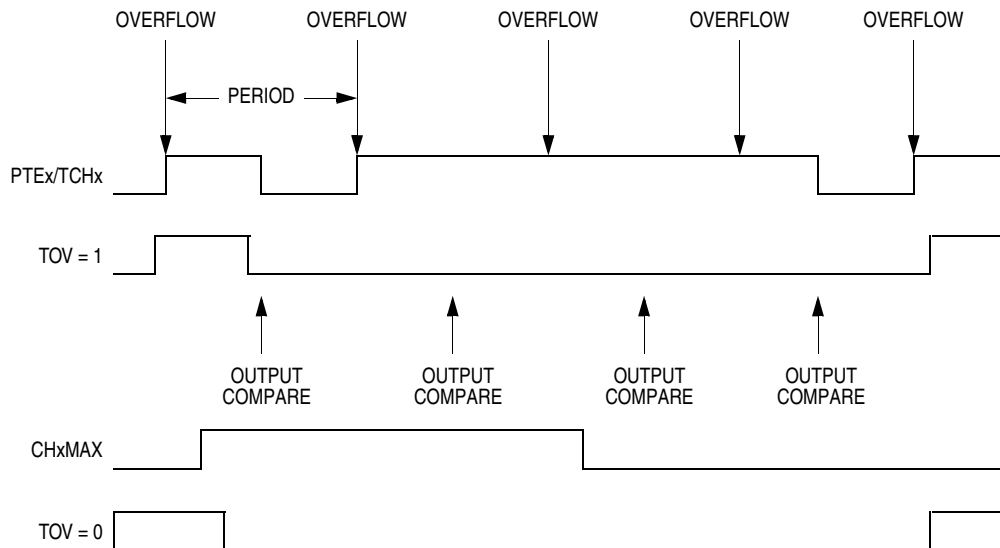 OVERFLOW OVERFLOW OVERFLOW OVERFLOW OVERFLOW
PERIOD
PTEx/TCHx
TOV = 1
OUTPUT COMPARE OUTPUT COMPARE OUTPUT COMPARE OUTPUT COMPARE
CHxMAX
TOV = 0